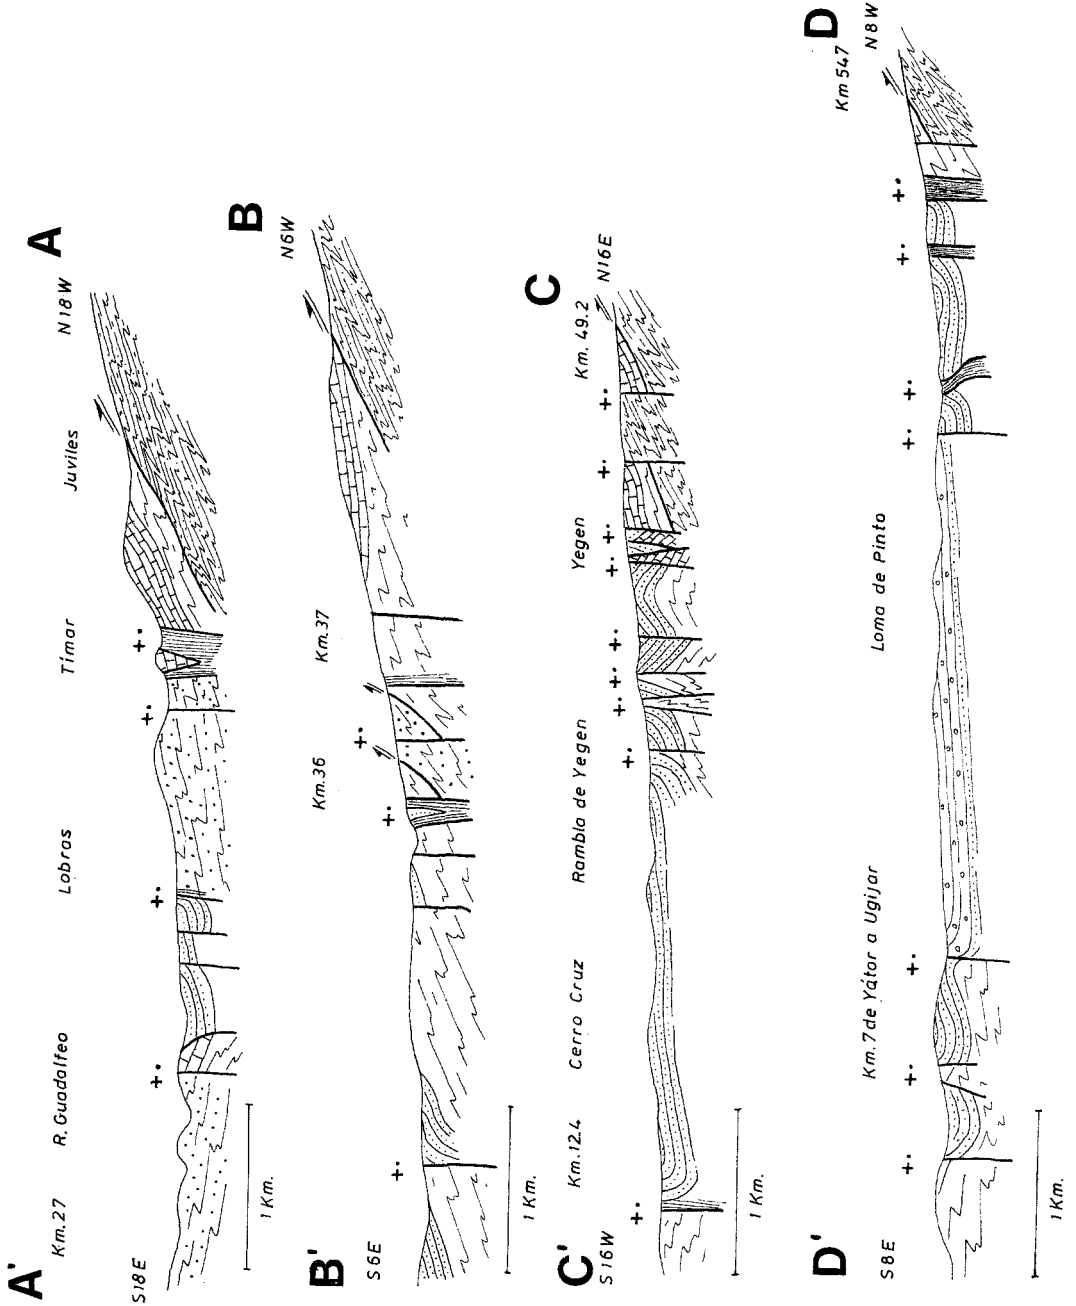 A'
A
S18E
Km.27
R. Guadalfeo
Lobras
Timar
Juviles
N18W
1 Km.
B'
B
S6E
Km.36
Km.37
N6W
1 Km.
C'
C
S16W
Km.12.4
Cerro Cruz
Rambla de Yegen
Yegen
Km. 49.2
N16E
1 Km.
D'
D
S8E
Km. 7 de Yátor a Ugijar
Loma de Pinto
Km 547
N8W
1 Km.